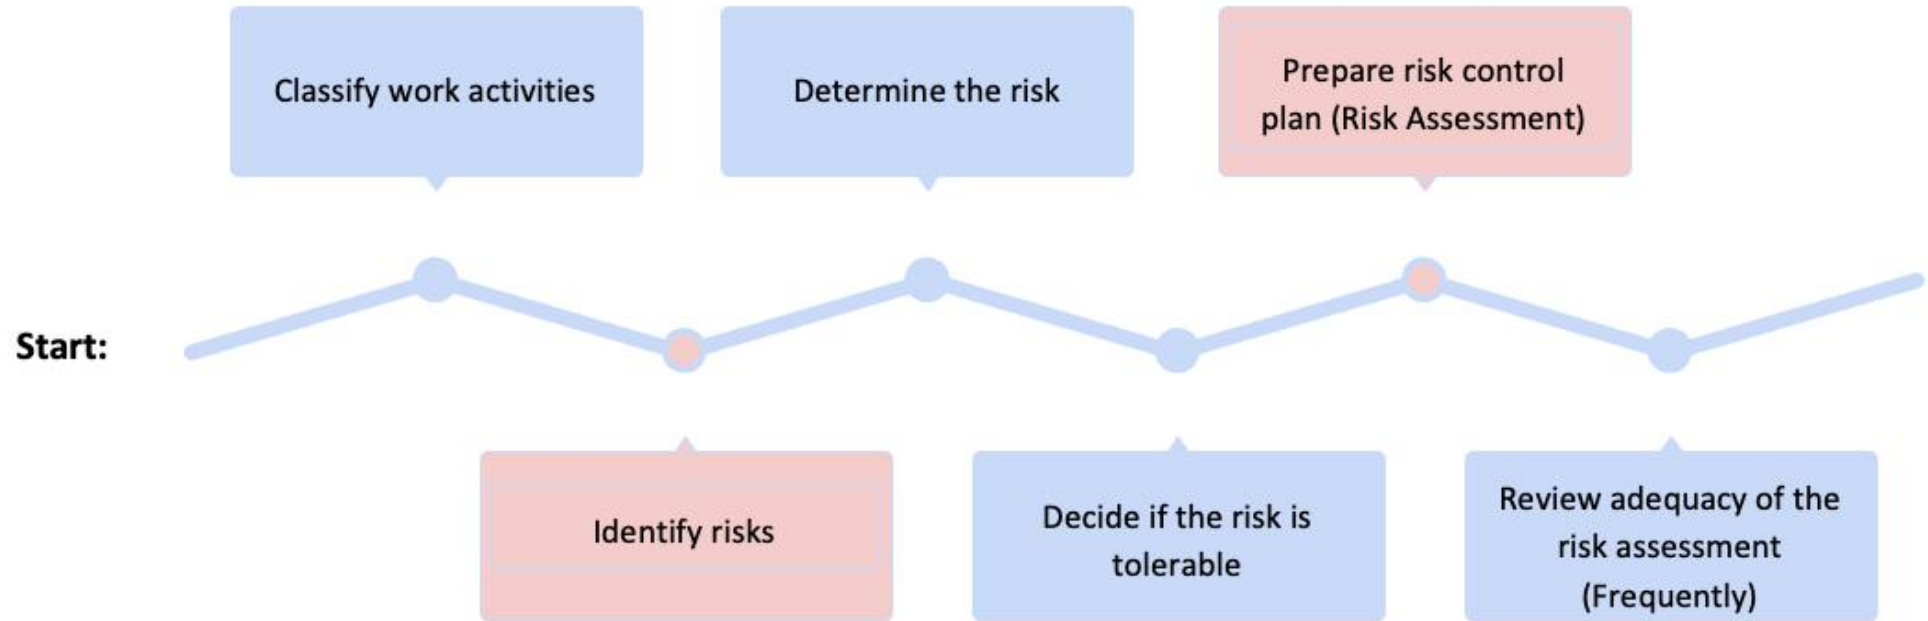 Classify work activities
Determine the risk
Prepare risk control
plan (Risk Assessment)
Start:
Identify risks
Decide if the risk is
tolerable
Review adequacy of the
risk assessment
(Frequently)